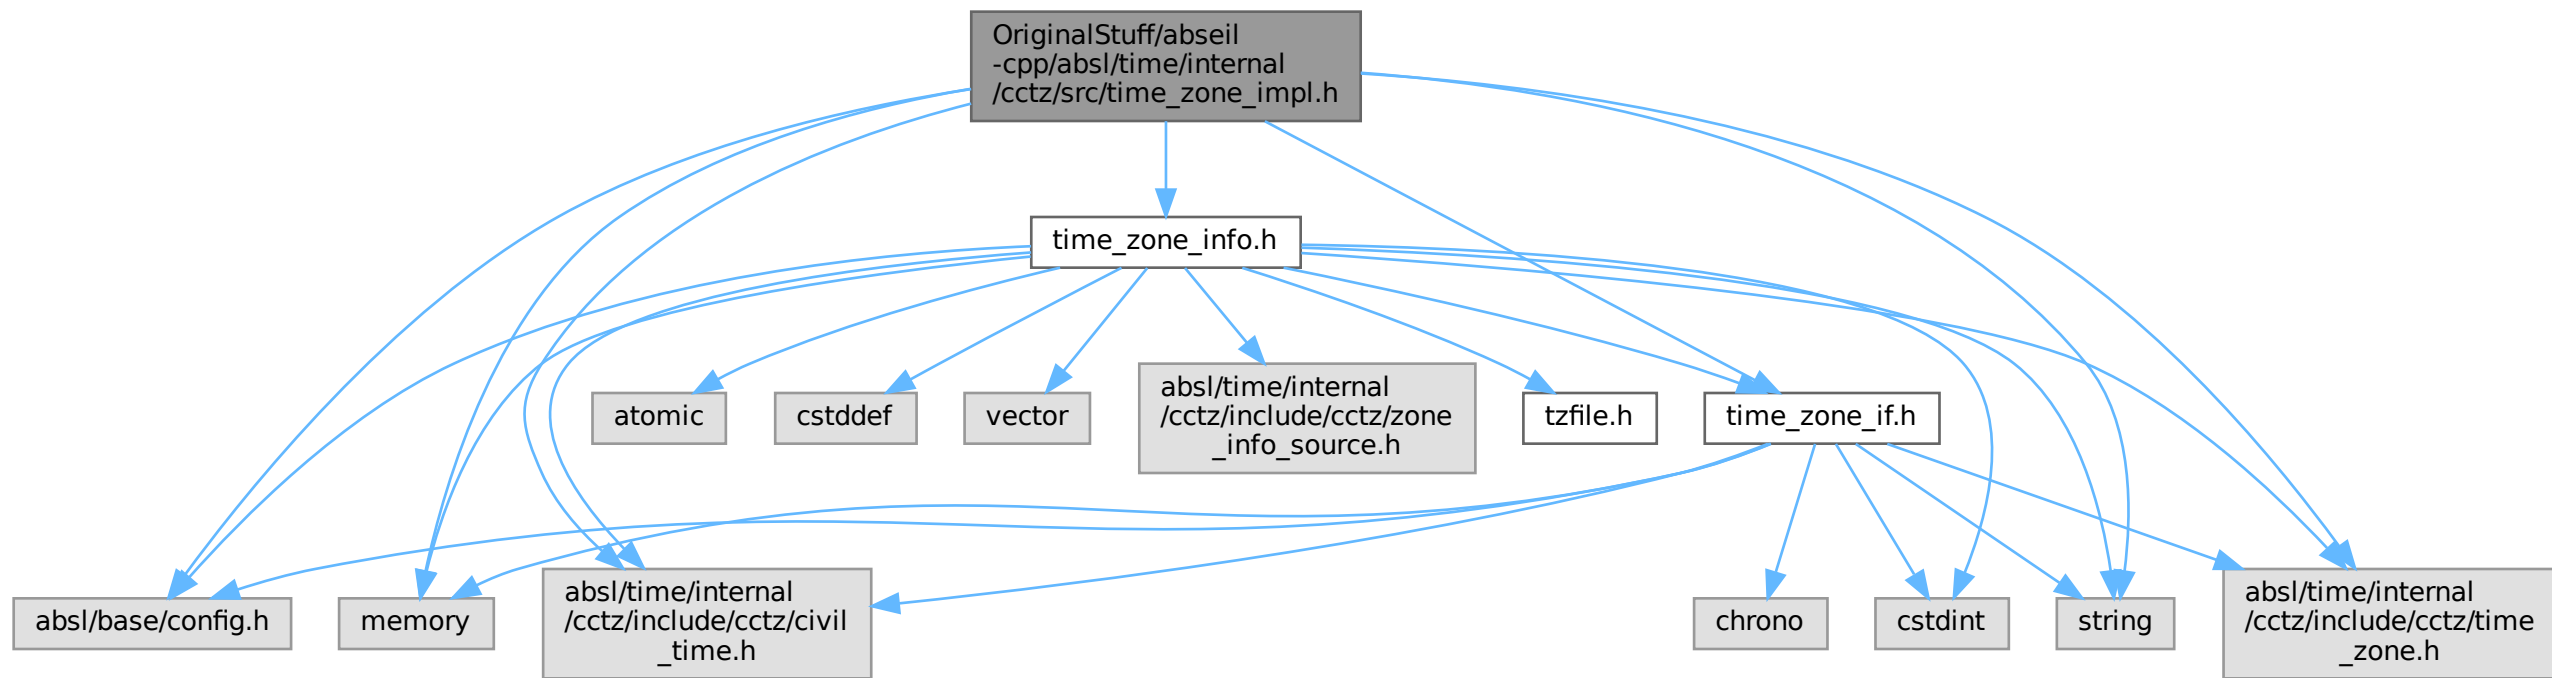 OriginalStuff/abseil
-cpp/absl/time/internal
/cctz/src/time_zone_impl.h
time_zone_info.h
atomic
cstddef
vector
absl/time/internal
/cctz/include/cctz/zone
_info_source.h
tzfile.h
time_zone_if.h
absl/base/config.h
memory
absl/time/internal
/cctz/include/cctz/civil
_time.h
chrono
cstdint
string
absl/time/internal
/cctz/include/cctz/time
_zone.h